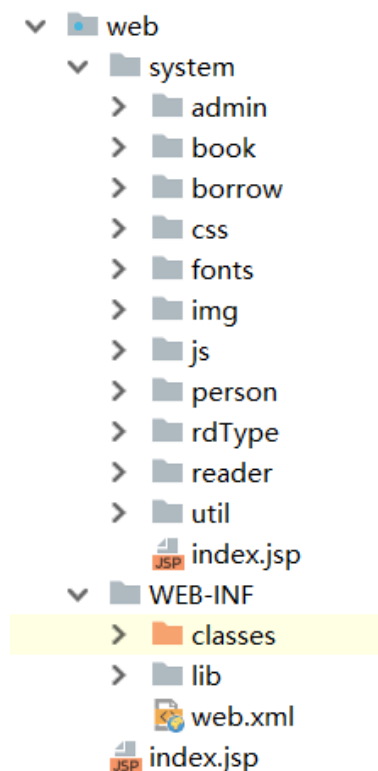 web
system
admin
book
borrow
css
fonts
img
js
person
rdType
reader
util
JSP index.jsp
WEB-INF
classes
lib
web.xml
JSP index.jsp